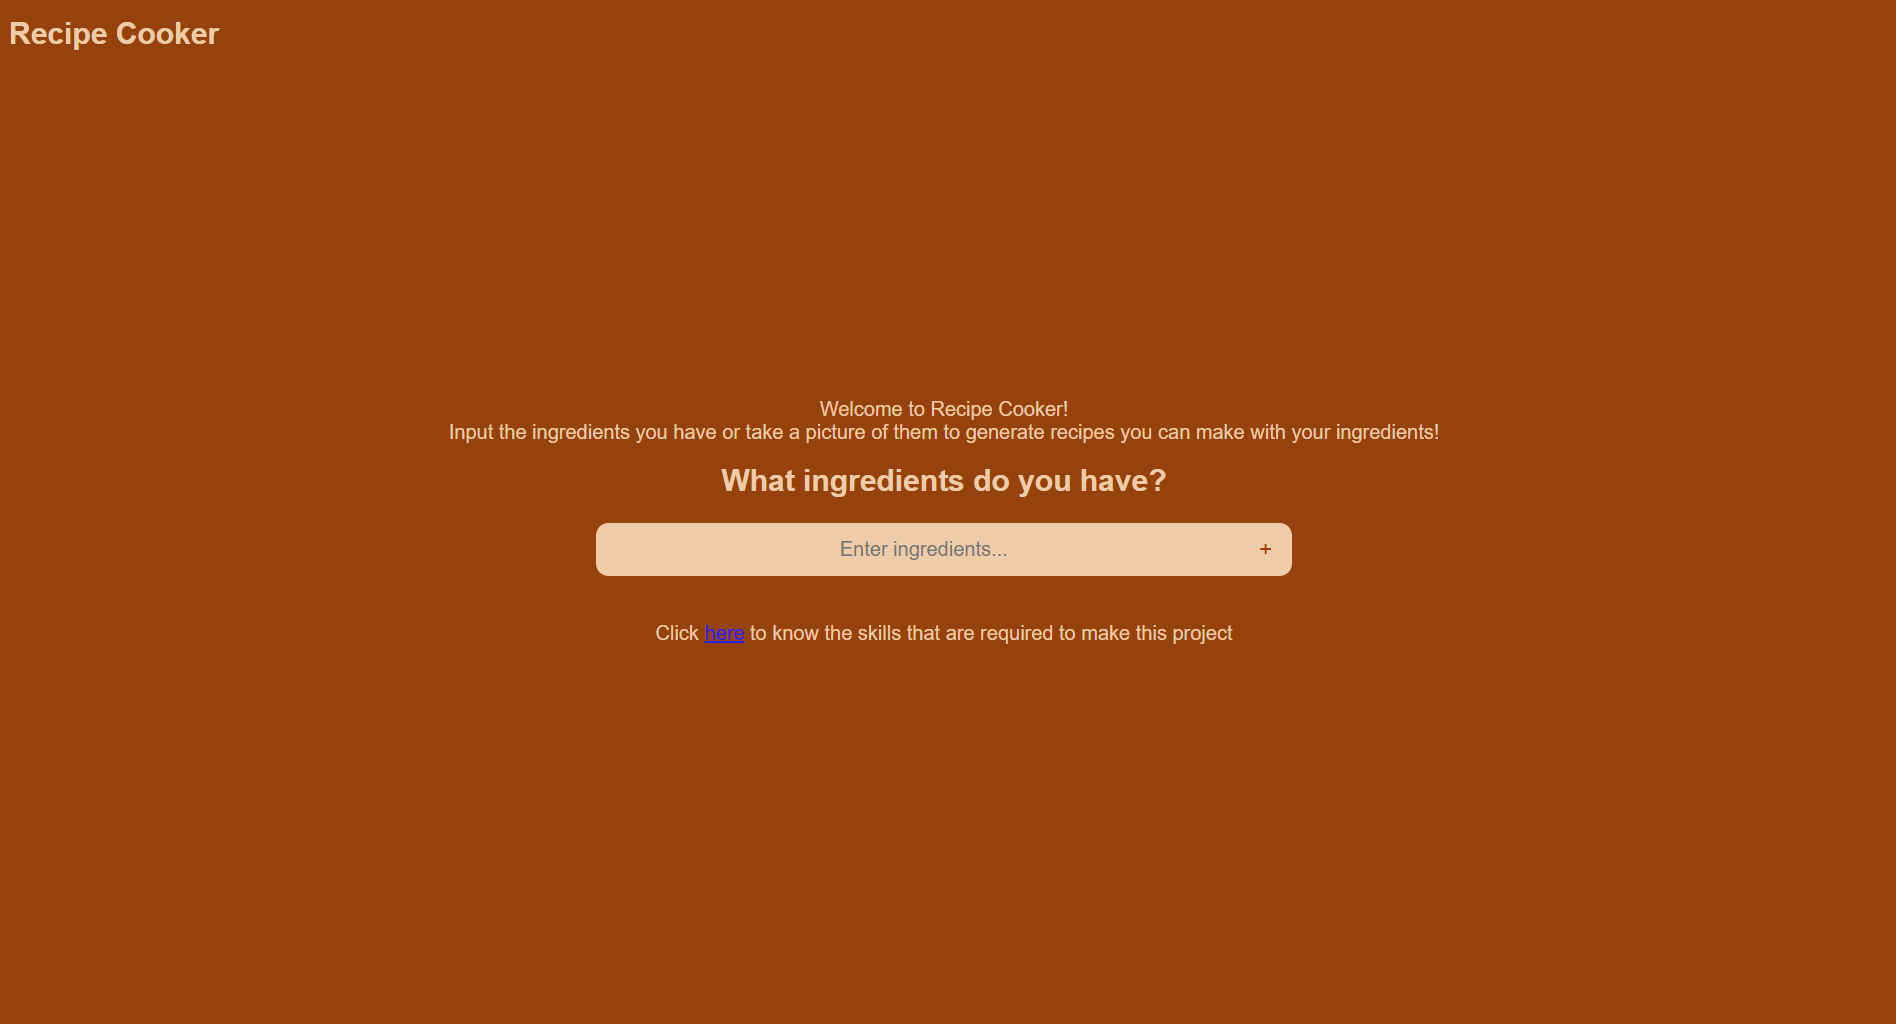 Recipe Cooker
Welcome to Recipe Cooker!
Input the ingredients you have or take a picture of them to generate recipes you can make with your ingredients!
What ingredients do you have?
Enter ingredients... +
Click here to know the skills that are required to make this project